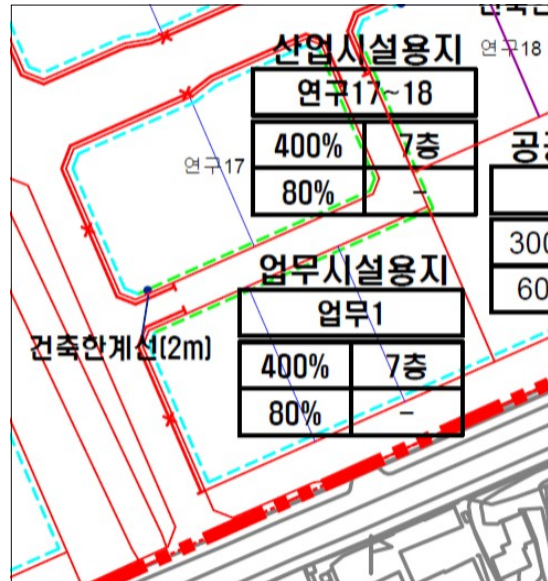 산업시설용지
연구18
연구17~18
400% 7층
80% -
연구17
공
300
60
업무시설용지
업무1
400% 7층
80% -
건축한계선(2m)